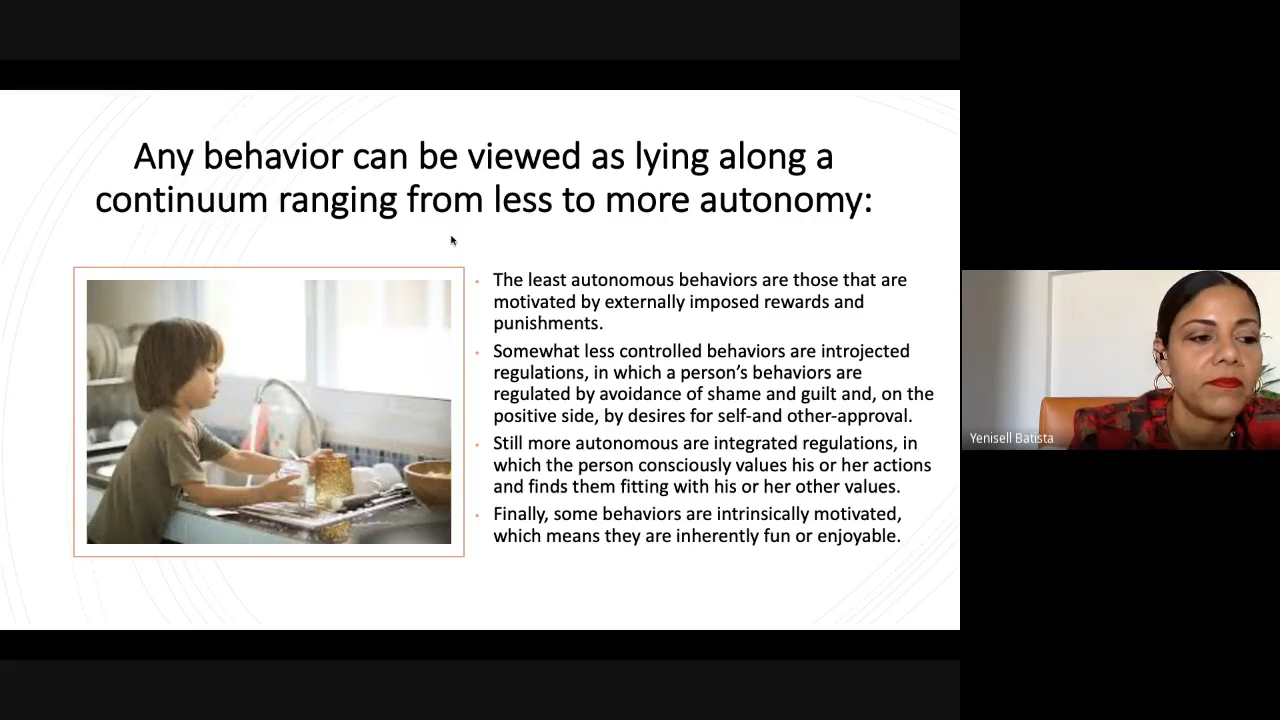 Any behavior can be viewed as lying along a
continuum ranging from less to more autonomy:
The least autonomous behaviors are those that are
motivated by externally imposed rewards and
punishments.
Somewhat less controlled behaviors are introjected
regulations, in which a person’s behaviors are
regulated by avoidance of shame and guilt and, on the
positive side, by desires for self-and other-approval.
Still more autonomous are integrated regulations, in
which the person consciously values his or her actions
and finds them fitting with his or her other values.
Finally, some behaviors are intrinsically motivated,
which means they are inherently fun or enjoyable.
Yenisell Batista